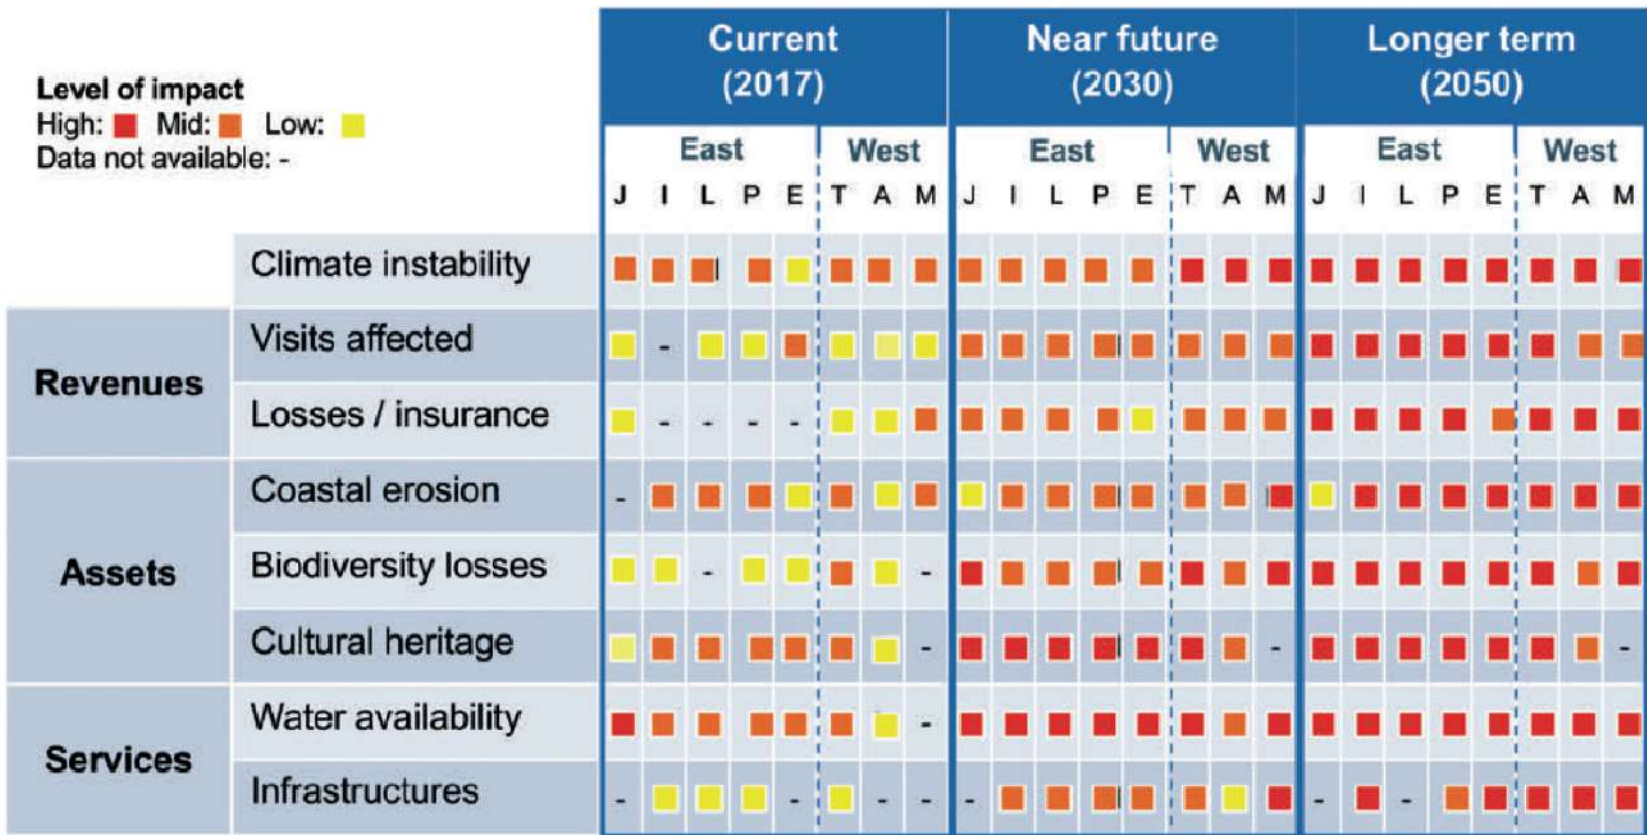 Current Near future Longer term
(2017) (2030) (2050)
Level of impact
High: Mid: Low:
Data not available: -
East West East West East West
J I L P E T A M J I L P E T A M J I L P E T A M
Climate instability
Revenues
Visits affected -
Losses / insurance - - - -
Assets
Coastal erosion -
Biodiversity losses - -
Cultural heritage - - -
Services
Water availability -
Infrastructures - - - - - - -